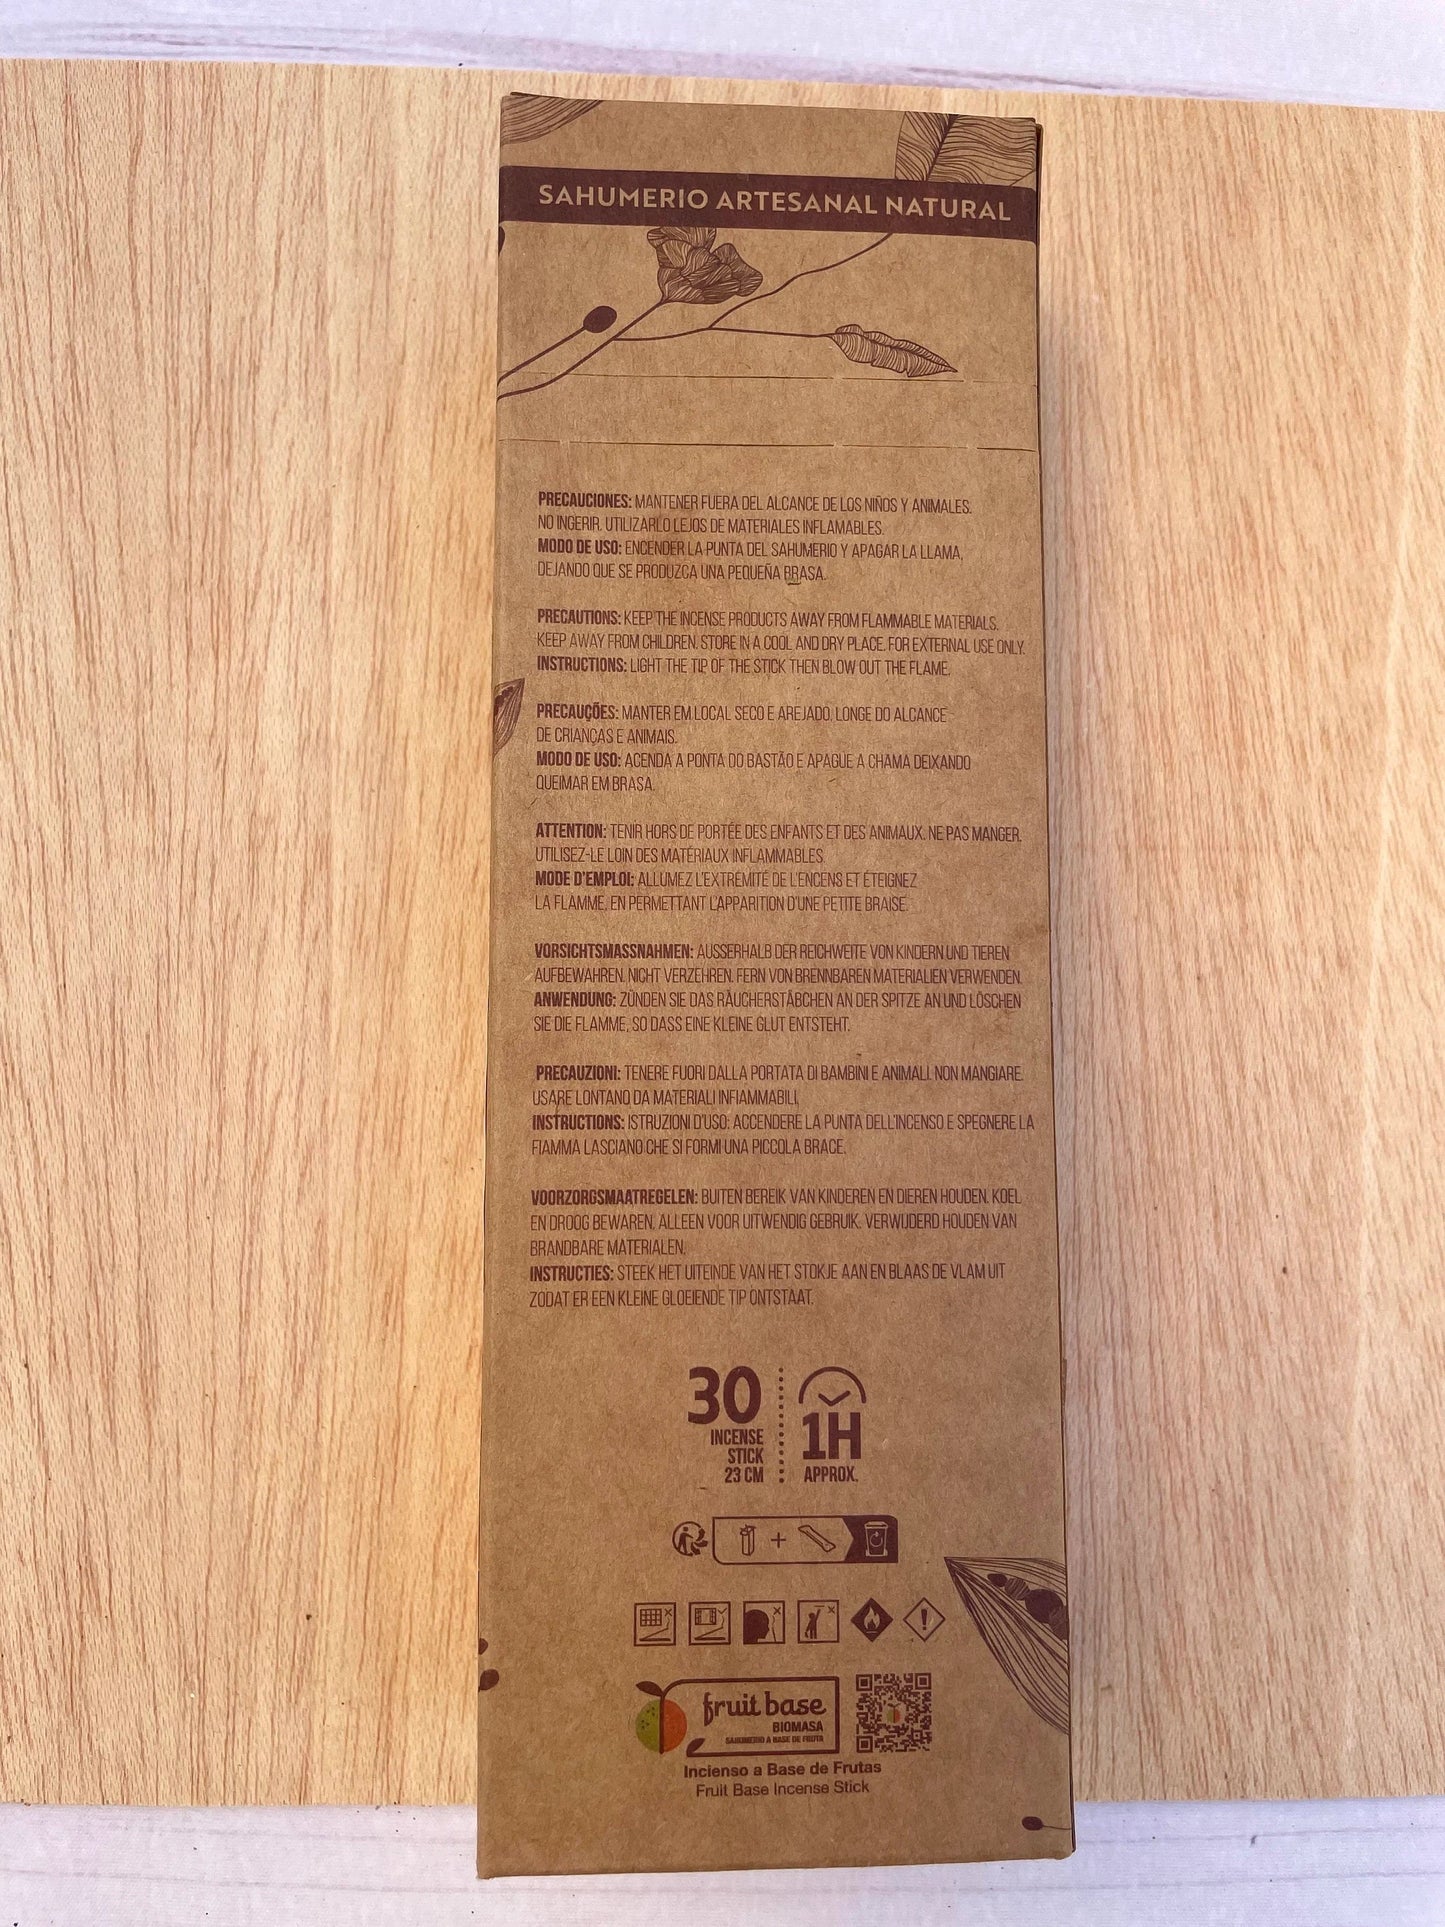 SAHUMERIO ARTESANAL NATURAL
PRECAUCIONES: MANTENER FUERA DEL ALCANCE DE LOS NIÑOS Y ANIMALES.
NO INGERIR. UTILIZARLO LEJOS DE MATERIALES INFLAMABLES.
MODO DE USO: ENCENDER LA PUNTA DEL SAHUMERIO Y APAGAR LA LLAMA,
DEJANDO QUE SE PRODUZCA UNA PEQUEÑA BRASA.
PRECAUTIONS: KEEP THE INCENSE PRODUCTS AWAY FROM FLAMMABLE MATERIALS.
KEEP AWAY FROM CHILDREN. STORE IN A COOL AND DRY PLACE. FOR EXTERNAL USE ONLY.
INSTRUCTIONS: LIGHT THE TIP OF THE STICK THEN BLOW OUT THE FLAME.
PRECAUÇÕES: MANTER EM LOCAL SECO E AREJADO. LONGE DO ALCANCE
DE CRIANÇAS E ANIMAIS.
MODO DE USO: ACENDA A PONTA DO BASTÃO E APAGUE A CHAMA DEIXANDO
QUEIMAR EM BRASA.
ATTENTION: TENIR HORS DE PORTÉE DES ENFANTS ET DES ANIMAUX. NE PAS MANGER.
UTILISEZ-LE LOIN DES MATÉRIAUX INFLAMMABLES.
MODE D'EMPLOI: ALLUMEZ L'EXTRÉMITÉ DE L'ENCENS ET ÉTEIGNEZ
LA FLAMME, EN PERMETTANT L'APPARITION D'UNE PETITE BRAISE.
VORSICHTSMASSNAHMEN: AUSSERHALB DER REICHWEITE VON KINDERN UND TIEREN
AUFBEWAHREN. NICHT VERZEHREN. FERN VON BRENNBAREN MATERIALIEN VERWENDEN.
ANWENDUNG: ZÜNDEN SIE DAS RÄUCHERSTÄBCHEN AN DER SPITZE AN UND LÖSCHEN
SIE DIE FLAMME, SO DASS EINE KLEINE GLUT ENTSTEHT.
PRECAUZIONI: TENERE FUORI DALLA PORTATA DI BAMBINI E ANIMALI. NON MANGIARE.
USARE LONTANO DA MATERIALI INFIAMMABILI.
INSTRUCTIONS: ISTRUZIONI D'USO: ACCENDERE LA PUNTA DELL'INCENSO E SPEGNERE LA
FIAMMA LASCIANO CHE SI FORMI UNA PICCOLA BRACE.
VOORZORGSMAATREGELEN: BUITEN BEREIK VAN KINDEREN EN DIEREN HOUDEN. KOEL
EN DROOG BEWAREN. ALLEEN VOOR UITWENDIG GEBRUIK. VERWIJDERD HOUDEN VAN
BRANDBARE MATERIALEN.
INSTRUCTIES: STEEK HET UITEINDE VAN HET STOKJE AAN EN BLAAS DE VLAM UIT
ZODAT ER EEN KLEINE GLOEIENDE TIP ONTSTAAT.
30
INCENSE
STICK
23 CM
1H
APPROX.
fruit base
BIOMASA
SAHUMERIO A BASE DE FRUTA
Incienso a Base de Frutas
Fruit Base Incense Stick